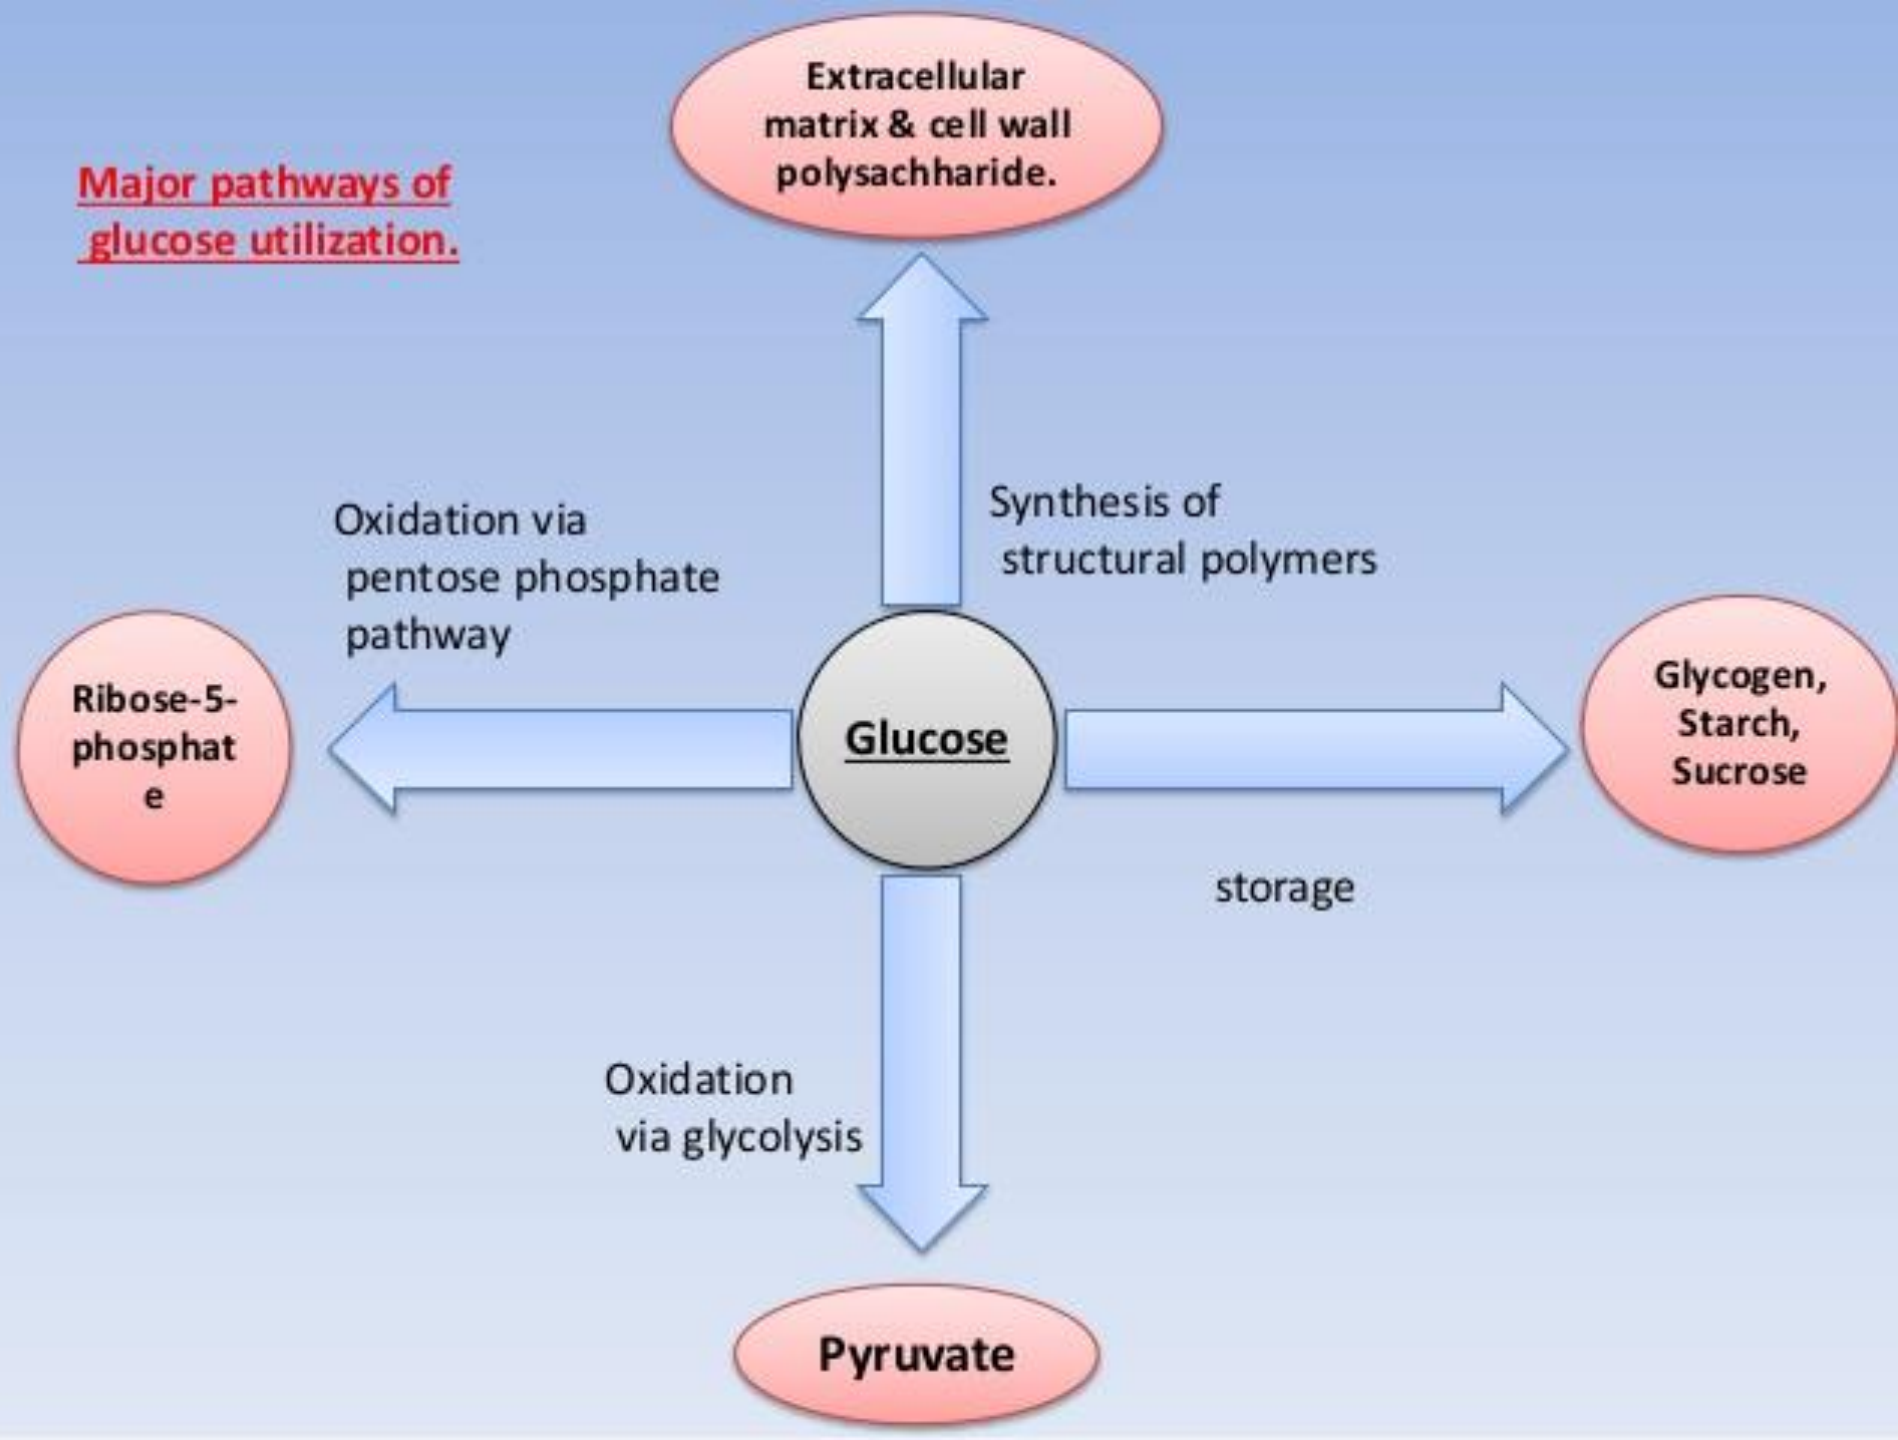 Extracellular
matrix & cell wall
polysachharide.
Major pathways of
glucose utilization.
Synthesis of
structural polymers
Oxidation via
pentose phosphate
pathway
Ribose-5-
phosphat
e
Glucose
Glycogen,
Starch,
Sucrose
storage
Oxidation
via glycolysis
Pyruvate